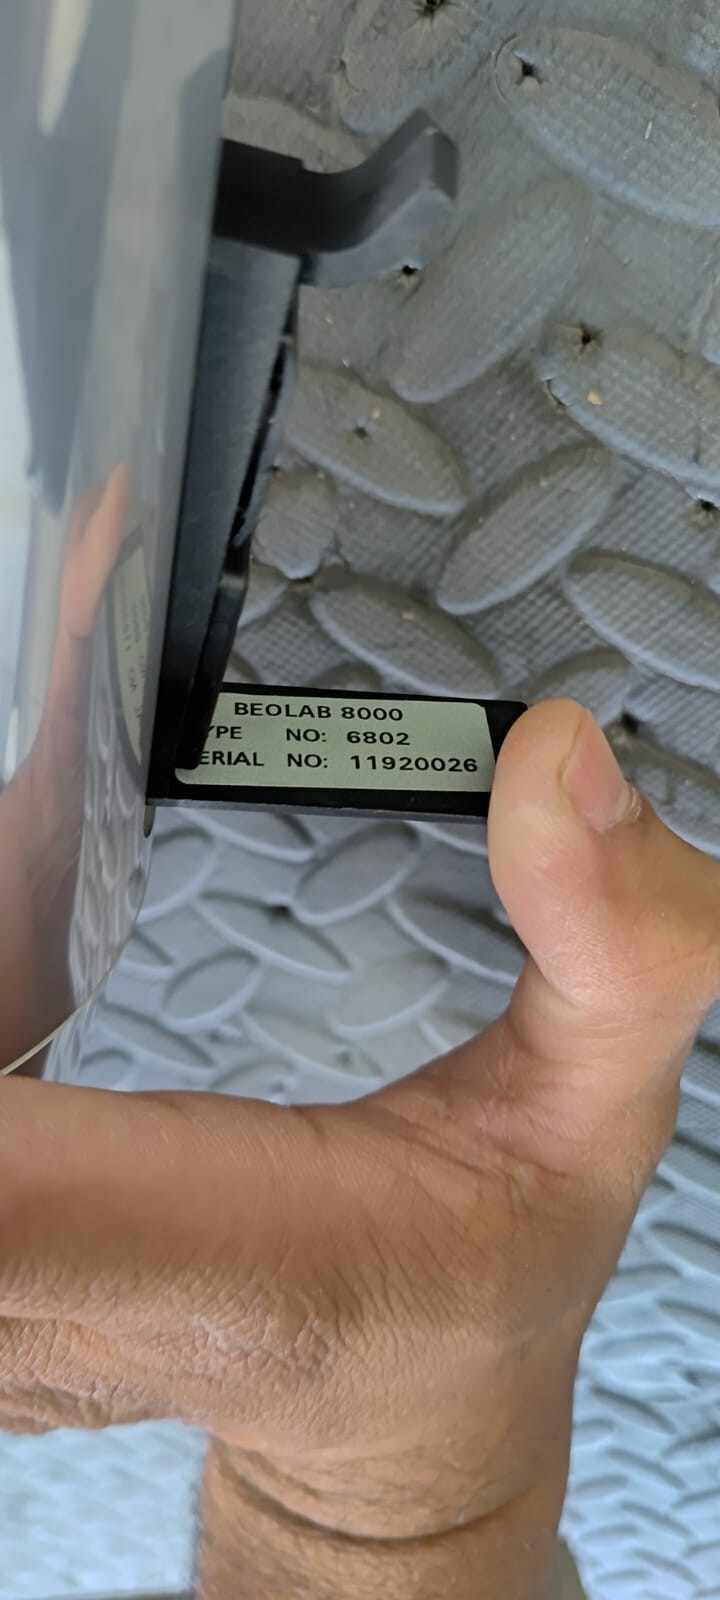 BEOLAB 8000
YPE NO: 6802
ERIAL NO: 11920026